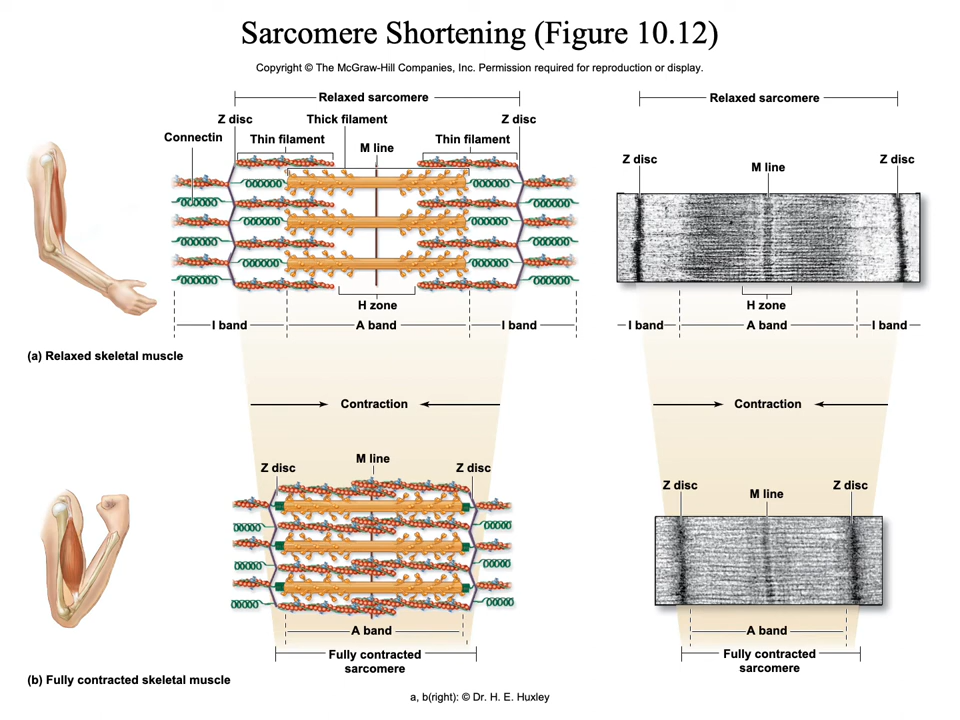 Sarcomere Shortening (Figure 10.12)
Copyright © The McGraw-Hill Companies, Inc. Permission required for reproduction or display.
Relaxed sarcomere
Z disc
Thick filament
Z disc
Connectin
Thin filament
M line
Thin filament
H zone
I band
A band
I band
(a) Relaxed skeletal muscle
Relaxed sarcomere
Z disc
M line
Z disc
H zone
I band
A band
I band
Contraction
Contraction
M line
Z disc
Z disc
A band
Fully contracted
sarcomere
(b) Fully contracted skeletal muscle
Z disc
M line
Z disc
A band
Fully contracted
sarcomere
a, b(right): © Dr. H. E. Huxley